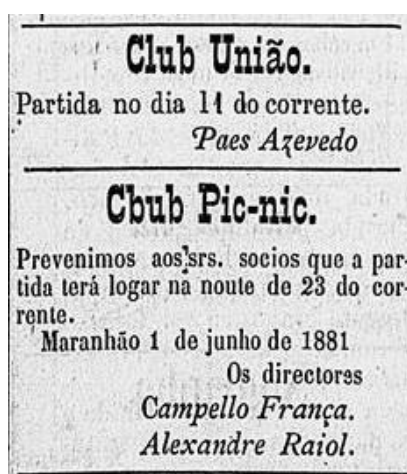 Club União.
Partida no dia 11 do corrente.
Paes Azevedo
Cbub Pic-nic.
Prevenimos aos srs. socios que a par-
tida terá logar na noute de 23 do cor-
rente.
Maranhão 1 de junho de 1881
Os directores
Campello França.
Alexandre Raiol.